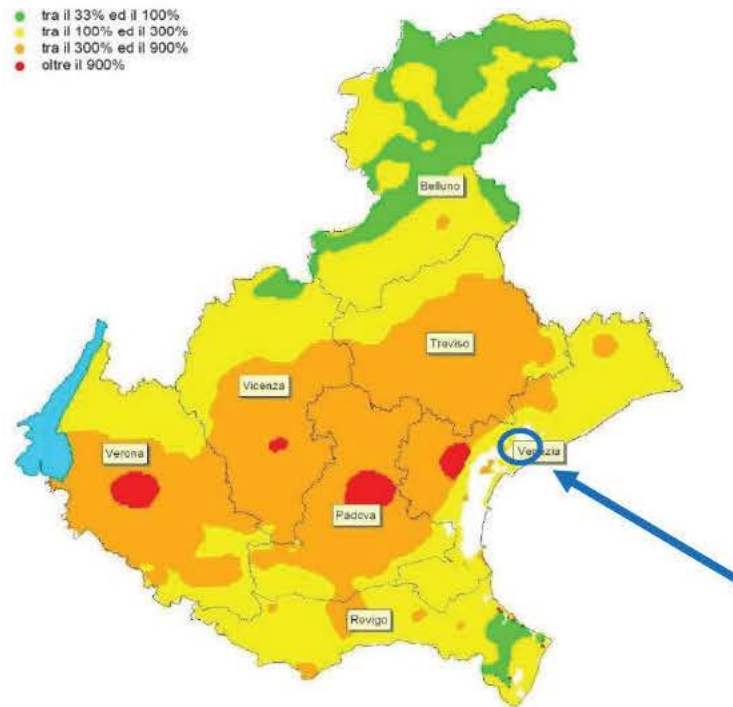 tra il 33% ed il 100%
tra il 100% ed il 300%
tra il 300% ed il 900%
oltre il 900%
Belluno
Treviso
Vicenza
Verona
Venezia
Padova
Rovigo